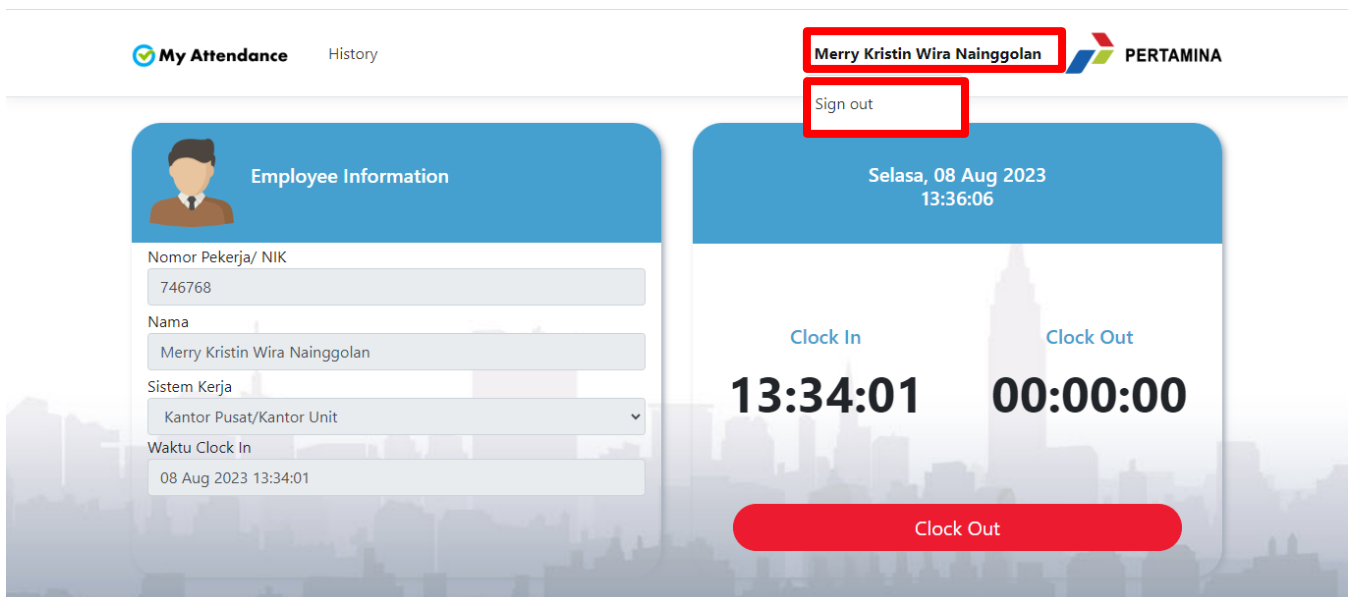 My Attendance
History
Merry Kristin Wira Nainggolan
PERTAMINA
Sign out
Employee Information
Nomor Pekerja/ NIK
746768
Nama
Merry Kristin Wira Nainggolan
Sistem Kerja
Kantor Pusat/Kantor Unit
Waktu Clock In
08 Aug 2023 13:34:01
Selasa, 08 Aug 2023
13:36:06
Clock In
Clock Out
13:34:01
00:00:00
Clock Out